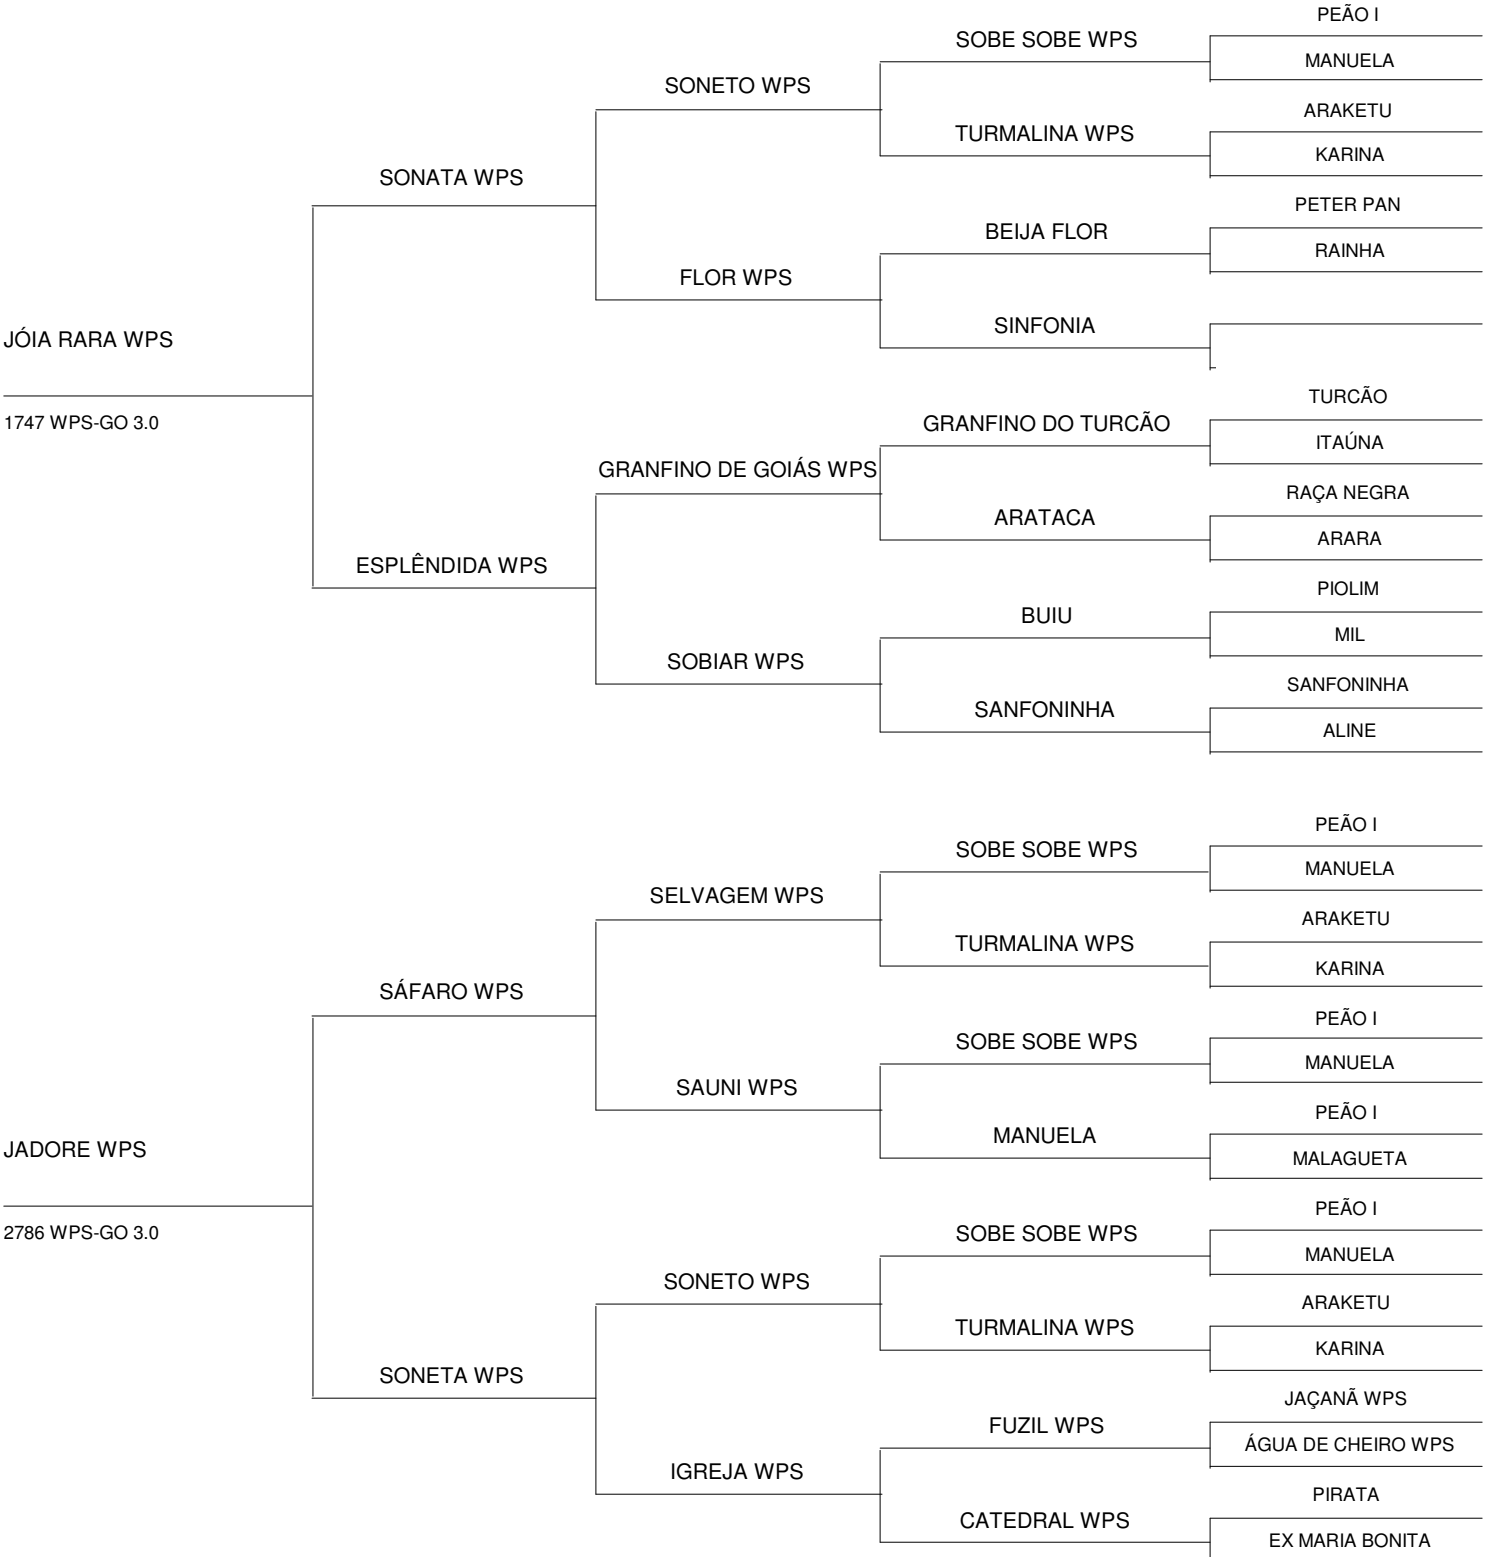 PEÃO I
SOBE SOBE WPS
MANUELA
SONETO WPS
ARAKETU
TURMALINA WPS
KARINA
SONATA WPS
PETER PAN
BEIJA FLOR
RAINHA
FLOR WPS
SINFONIA
JÓIA RARA WPS
1747 WPS-GO 3.0
TURCÃO
GRANFINO DO TURCÃO
ITAÚNA
GRANFINO DE GOIÁS WPS
RAÇA NEGRA
ARATACA
ARARA
ESPLÊNDIDA WPS
PIOLIM
BUIU
MIL
SOBIAR WPS
SANFONINHA
SANFONINHA
ALINE
PEÃO I
SOBE SOBE WPS
MANUELA
SELVAGEM WPS
ARAKETU
TURMALINA WPS
KARINA
SÁFARO WPS
PEÃO I
SOBE SOBE WPS
MANUELA
SAUNI WPS
PEÃO I
MANUELA
MALAGUETA
JADORE WPS
2786 WPS-GO 3.0
PEÃO I
SOBE SOBE WPS
MANUELA
SONETO WPS
ARAKETU
TURMALINA WPS
KARINA
SONETA WPS
JAÇANÃ WPS
FUZIL WPS
ÁGUA DE CHEIRO WPS
IGREJA WPS
PIRATA
CATEDRAL WPS
EX MARIA BONITA